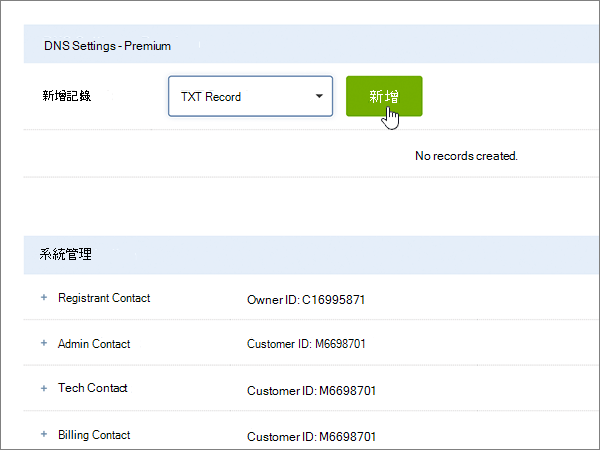 DNS Settings - Premium
新增記錄 TXT Record 新增
No records created.
系統管理
+ Registrant Contact Owner ID: C16995871
+ Admin Contact Customer ID: M6698701
+ Tech Contact Customer ID: M6698701
+ Billing Contact Customer ID: M6698701